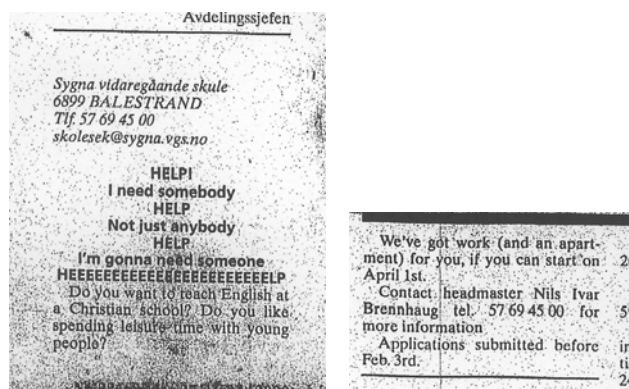 Avdelingssjefen
Sygna vidaregåande skule
6899 BALESTRAND
Tlf. 57 69 45 00
skolesek@sygna.vgs.no
HELP!
I need somebody
HELP
Not just anybody
HELP
I'm gonna need someone
HEEEEEEEEEEEEEEEEEEEEEEELP
Do you want to teach English at
a Christian school? Do you like
spending leisure time with young
people?
We've got work (and an apart-
ment) for you, if you can start on
April 1st.
Contact headmaster Nils Ivar
Brennhaug tel. 57 69 45 00 for
more information
Applications submitted before
Feb. 3rd.